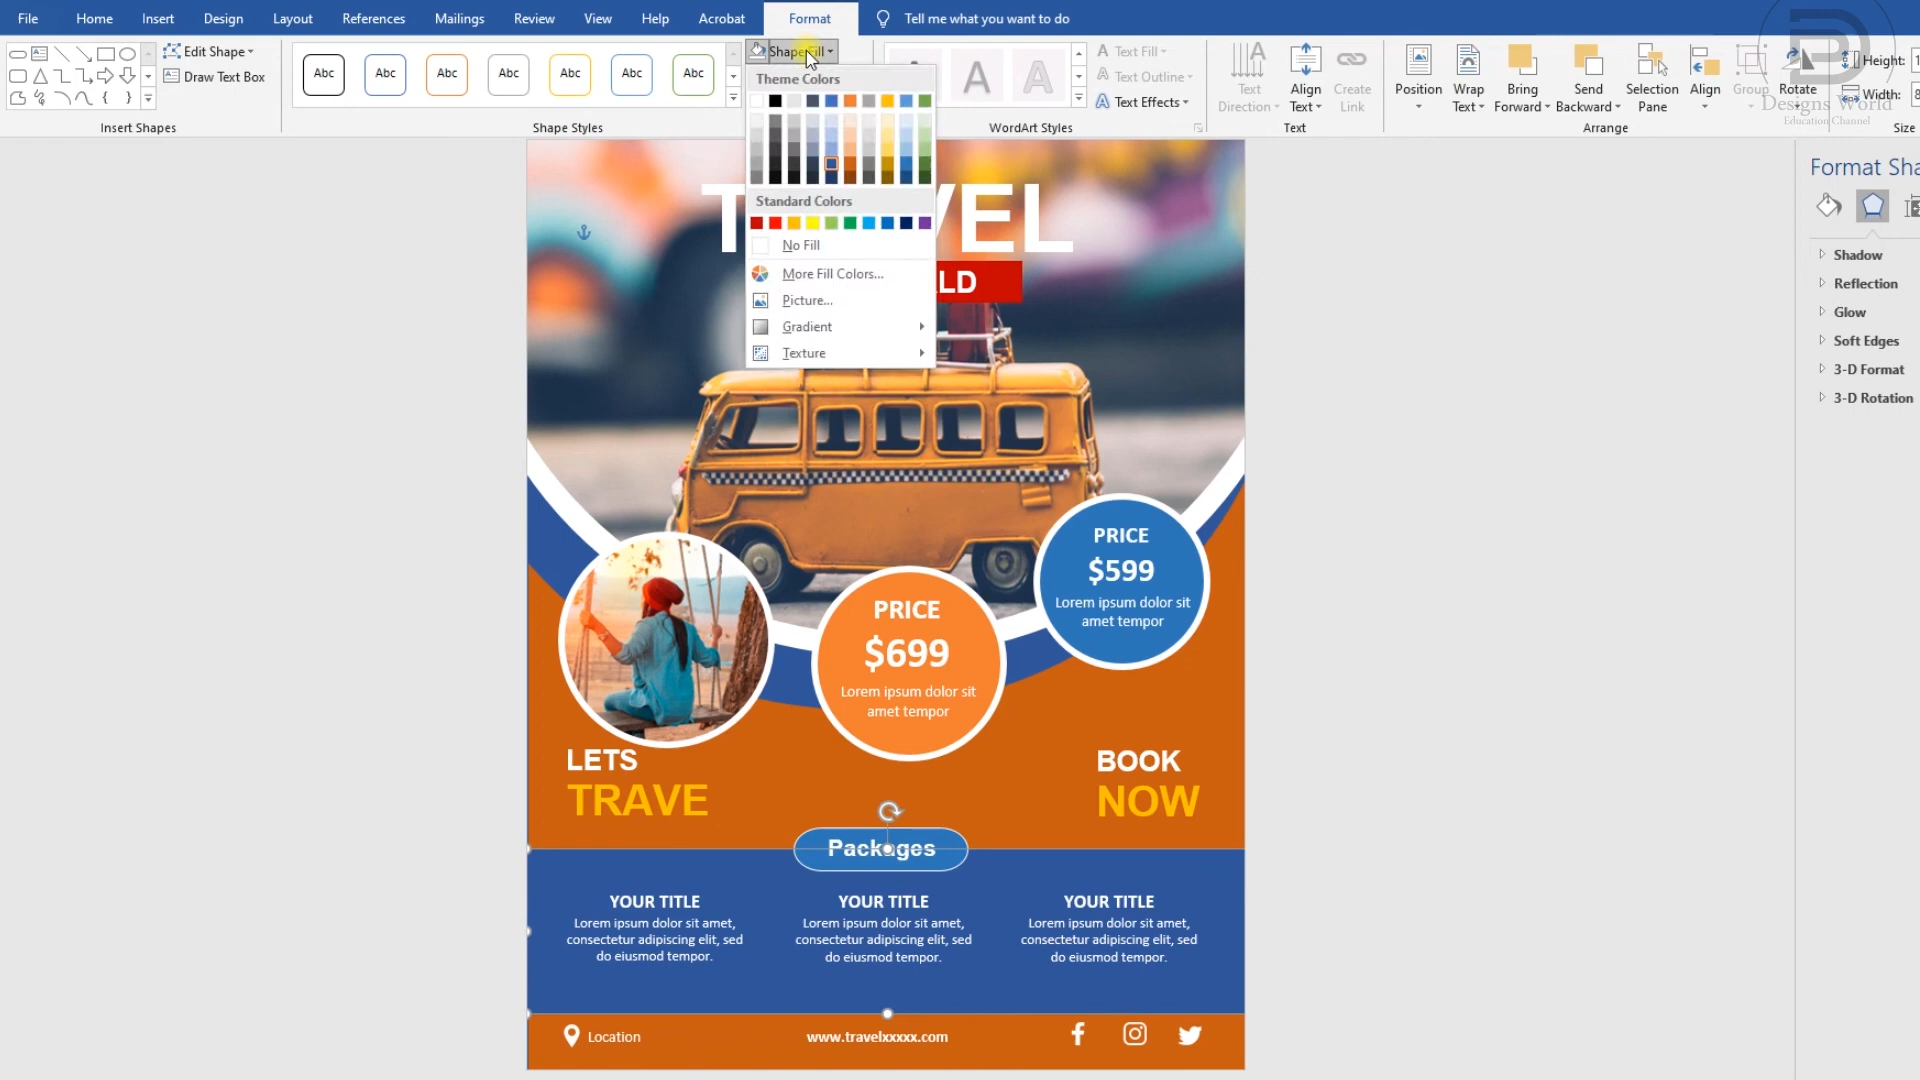 File Home Insert Design Layout References Mailings Review View Help Acrobat Format Tell me what you want to do
Edit Shape
Draw Text Box
Insert Shapes
Abc Abc Abc Abc Abc Abc Abc
Shape Styles
Shape Fill
Theme Colors
Standard Colors
No Fill
More Fill Colors...
Picture...
Gradient
Texture
A A
WordArt Styles
A Text Fill
A Text Outline
A Text Effects
Text Direction
Align Text
Create Link
Text
Position
Wrap Text
Bring Forward
Send Backward
Selection Pane
Align
Group
Rotate
Arrange
Height:
Width:
Size
Designs World
Education Channel
Format Sha
Shadow
Reflection
Glow
Soft Edges
3-D Format
3-D Rotation
T VEL
LD
PRICE
$599
Lorem ipsum dolor sit
amet tempor
PRICE
$699
Lorem ipsum dolor sit
amet tempor
LETS
TRAVE
BOOK
NOW
Packages
YOUR TITLE
Lorem ipsum dolor sit amet,
consectetur adipiscing elit, sed
do eiusmod tempor.
YOUR TITLE
Lorem ipsum dolor sit amet,
consectetur adipiscing elit, sed
do eiusmod tempor.
YOUR TITLE
Lorem ipsum dolor sit amet,
consectetur adipiscing elit, sed
do eiusmod tempor.
Location
www.travelxxxxx.com